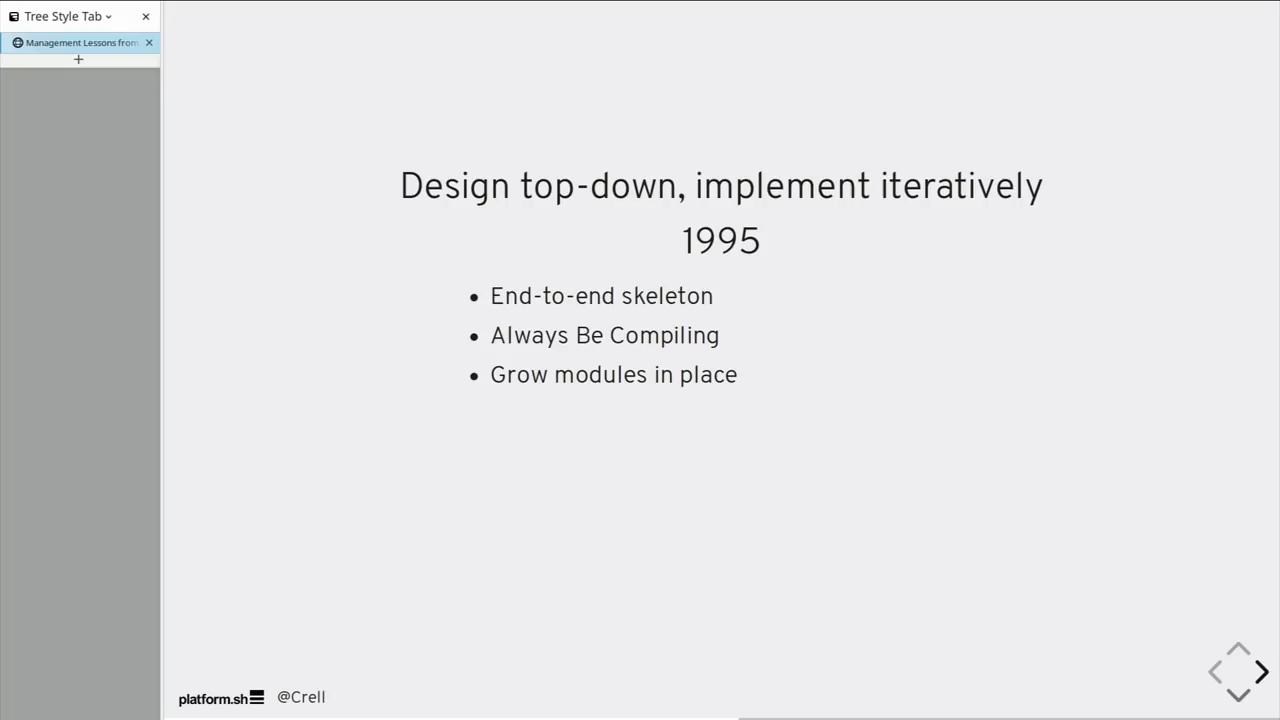 Tree Style Tab
Management Lessons from
Design top-down, implement iteratively
1995
• End-to-end skeleton
• Always Be Compiling
• Grow modules in place
platform.sh @Crell